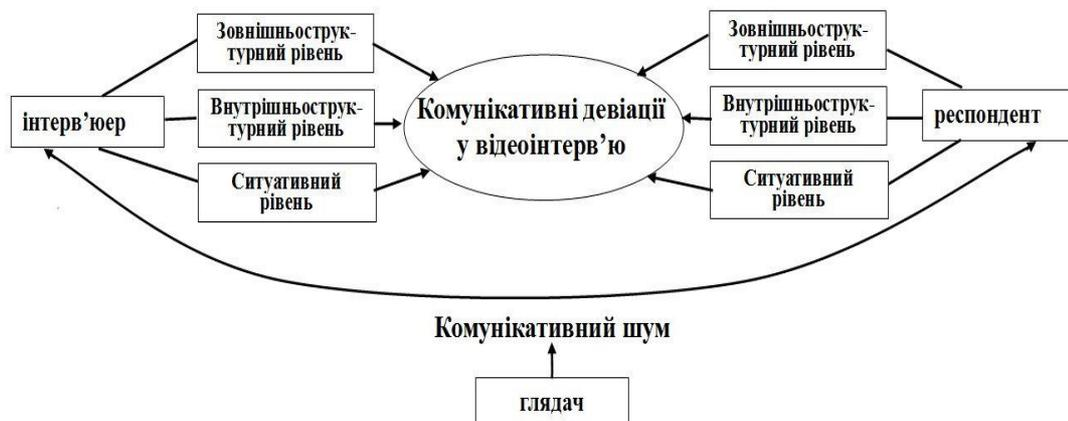 Зовнішньострук-
турний рівень
Зовнішньострук-
турний рівень
інтерв’юер
Внутрішньострук-
турний рівень
Комунікативні девіації
у відеоінтерв’ю
Внутрішньострук-
турний рівень
респондент
Ситуативний
рівень
Ситуативний
рівень
Комунікативний шум
глядач